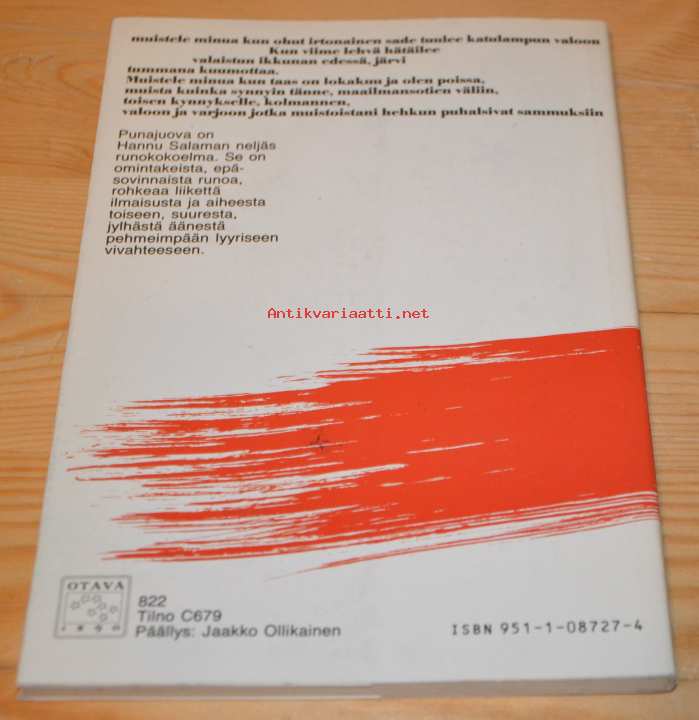 muistele minua kun ohut irtonainen sade tuulee katulampun valoon
Kun viime lehvä hätäilee
valaistun ikkunan edessä, järvi
tummana kuumottaa.
Muistele minua kun taas on lokakuu ja olen poissa,
muista kuinka synnyin tänne, maailmansotien väliin,
toisen kynnykselle, kolmannen,
valoon ja varjoon jotka muistoistani hehkun puhalsivat sammuksiin
Punajuova on
Hannu Salaman neljäs
runokokoelma. Se on
omintakeista, epä-
sovinnaista runoa,
rohkeaa liikettä
ilmaisusta ja aiheesta
toiseen, suuresta,
jylhästä äänestä
pehmeimpään lyyriseen
vivahteeseen.
Antikvariaatti.net
OTAVA
822
Tilno C679
Päällys: Jaakko Ollikainen
ISBN 951-1-08727-4